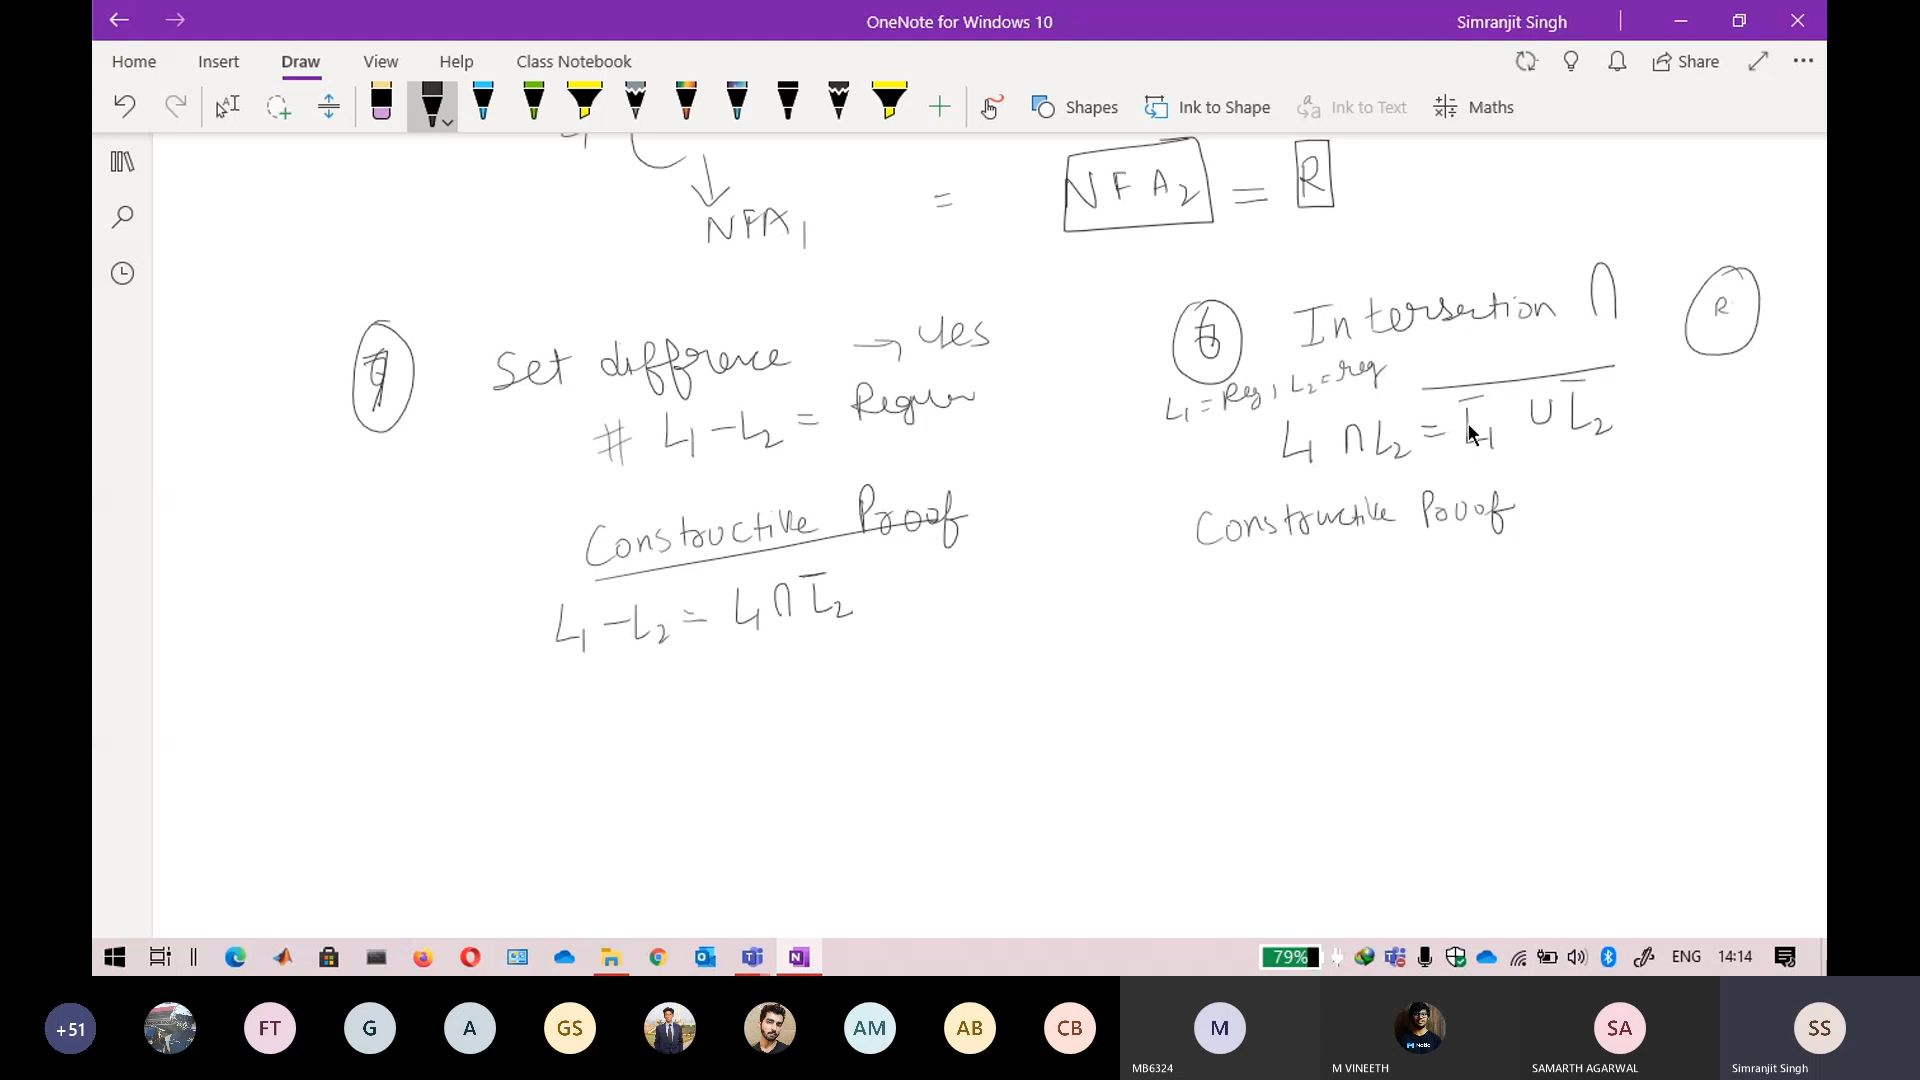 OneNote for Windows 10
Simranjit Singh
Home Insert Draw View Help Class Notebook
Share
Shapes Ink to Shape Ink to Text Maths
NFA₁ = NFA₂ = R
Set diffrence → Yes
# L₁ - L₂ = Regular
Constructive Proof
L₁ - L₂ = L₁ ∩ L̅₂
6 Intersection ∩
R
L₁ = Reg, L₂ = reg
L₁ ∩ L₂ = \overline{L̅₁ ∪ L̅₂}
Constructive Proof
79% ENG 14:14
+51 FT G A GS AM AB CB M SA SS
MB6324 M VINEETH SAMARTH AGARWAL Simranjit Singh